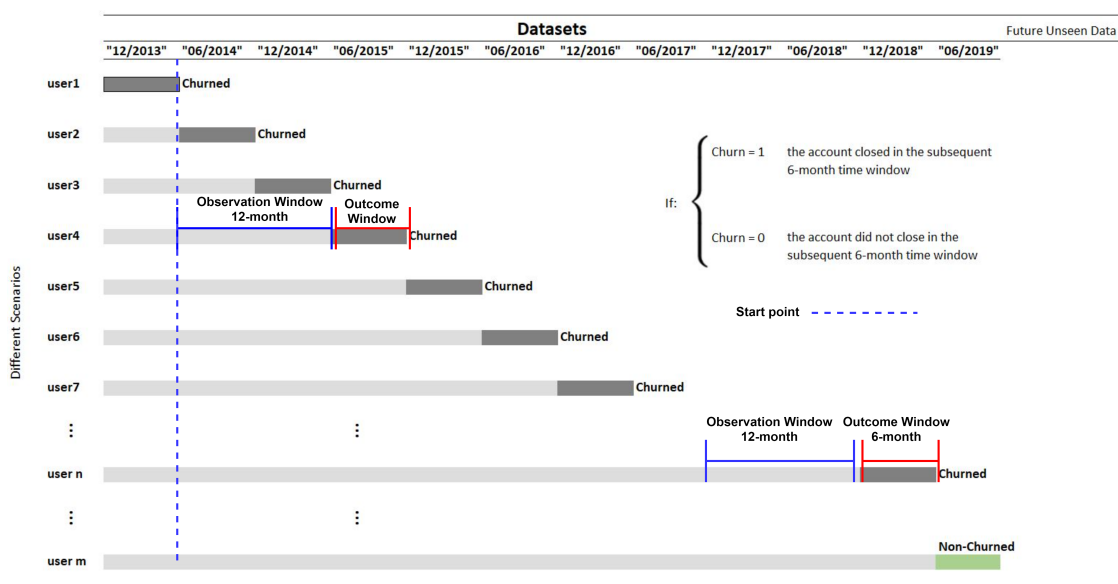 Datasets
Future Unseen Data
"12/2013" "06/2014" "12/2014" "06/2015" "12/2015" "06/2016" "12/2016" "06/2017" "12/2017" "06/2018" "12/2018" "06/2019"
user1
Churned
user2
Churned
user3
Churned
Observation Window
12-month
Outcome
Window
user4
Churned
user5
Churned
user6
Churned
user7
Churned
If:
Churn = 1 the account closed in the subsequent
6-month time window
Churn = 0 the account did not close in the
subsequent 6-month time window
Start point
Different Scenarios
Observation Window
12-month
Outcome Window
6-month
user n
Churned
Non-Churned
user m